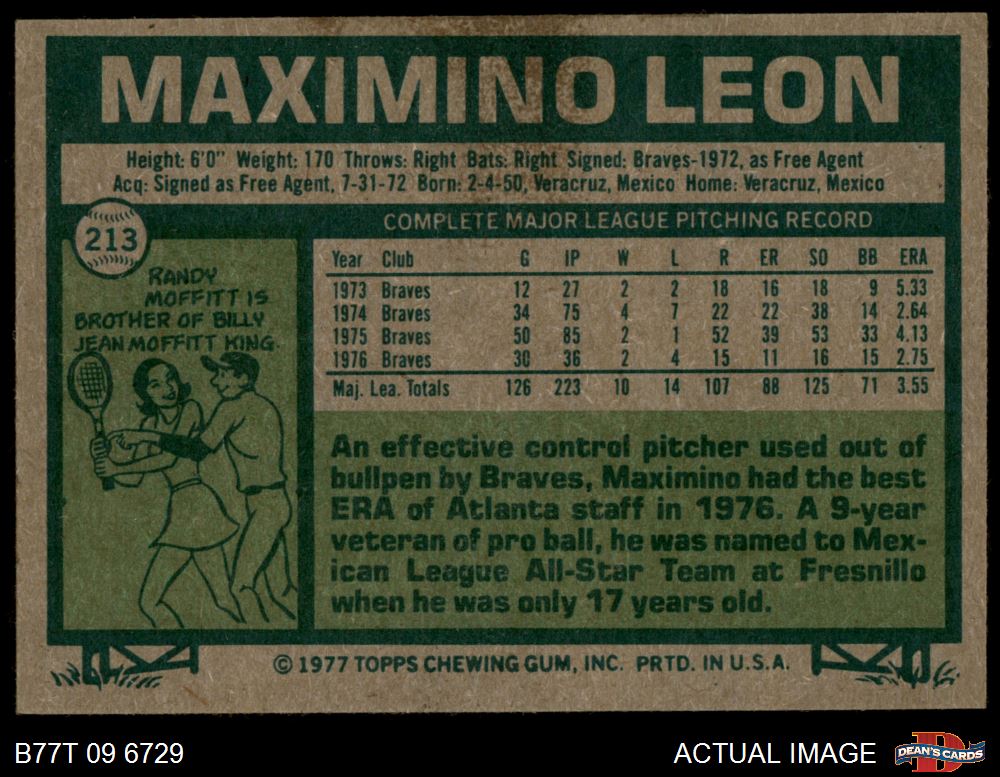 MAXIMINO LEON
Height: 6'0" Weight: 170 Throws: Right Bats: Right Signed: Braves-1972, as Free Agent
Acq: Signed as Free Agent, 7-31-72 Born: 2-4-50, Veracruz, Mexico Home: Veracruz, Mexico
213
RANDY
MOFFITT IS
BROTHER OF BILLY
JEAN MOFFITT KING.
COMPLETE MAJOR LEAGUE PITCHING RECORD
Year Club G IP W L R ER SO BB ERA
1973 Braves 12 27 2 2 18 16 18 9 5.33
1974 Braves 34 75 4 7 22 22 38 14 2.64
1975 Braves 50 85 2 1 52 39 53 33 4.13
1976 Braves 30 36 2 4 15 11 16 15 2.75
Maj. Lea. Totals 126 223 10 14 107 88 125 71 3.55
An effective control pitcher used out of
bullpen by Braves, Maximino had the best
ERA of Atlanta staff in 1976. A 9-year
veteran of pro ball, he was named to Mex-
ican League All-Star Team at Fresnillo
when he was only 17 years old.
© 1977 TOPPS CHEWING GUM, INC. PRTD. IN U.S.A.
B77T 09 6729
ACTUAL IMAGE
D
DEAN'S CARDS